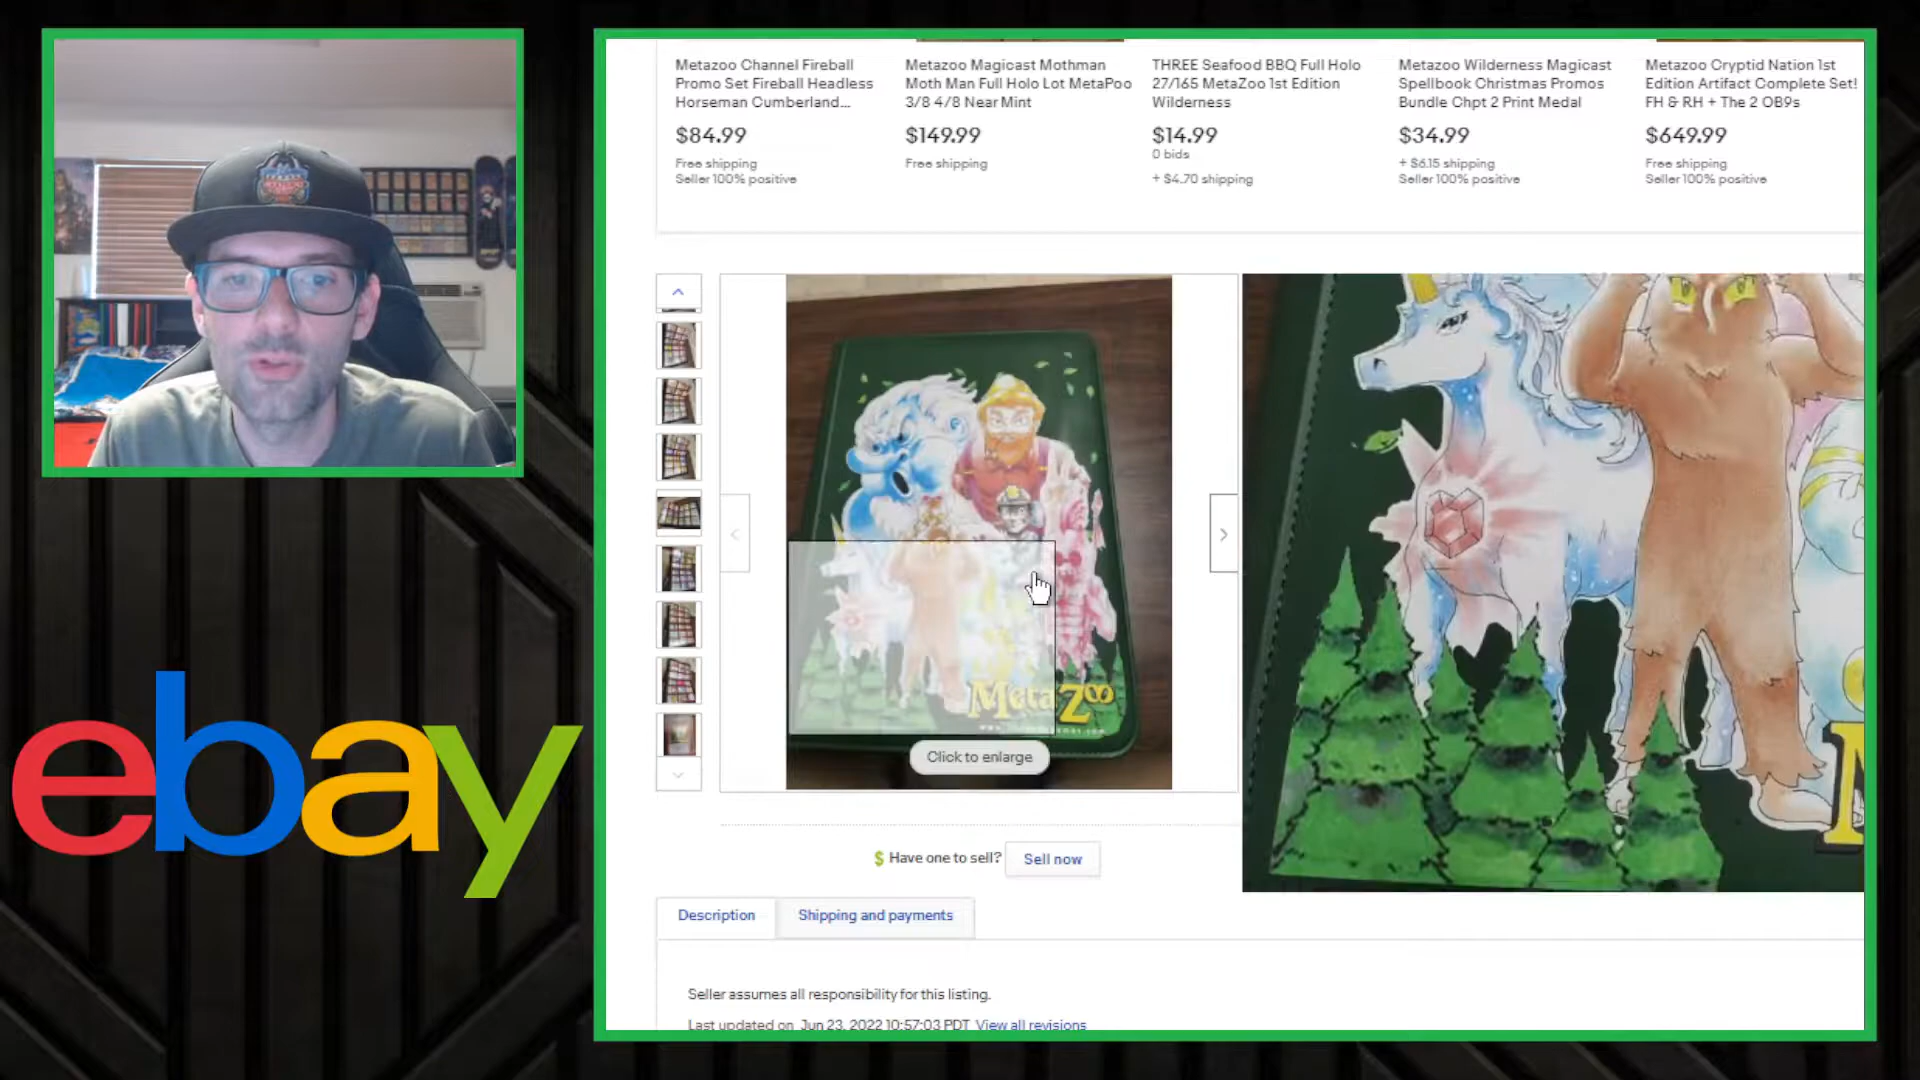 Metazoo Channel Fireball
Promo Set Fireball Headless
Horseman Cumberland...
$84.99
Free shipping
Seller 100% positive
Metazoo Magicast Mothman
Moth Man Full Holo Lot MetaPoo
3/8 4/8 Near Mint
$149.99
Free shipping
THREE Seafood BBQ Full Holo
27/165 MetaZoo 1st Edition
Wilderness
$14.99
0 bids
+ $4.70 shipping
Metazoo Wilderness Magicast
Spellbook Christmas Promos
Bundle Chpt 2 Print Medal
$34.99
+ $6.15 shipping
Seller 100% positive
Metazoo Cryptid Nation 1st
Edition Artifact Complete Set!
FH & RH + The 2 OB9s
$649.99
Free shipping
Seller 100% positive
MetaZoo
Click to enlarge
$ Have one to sell? Sell now
Description
Shipping and payments
Seller assumes all responsibility for this listing.
Last updated on Jun 23, 2022 10:57:03 PDT View all revisions
ebay